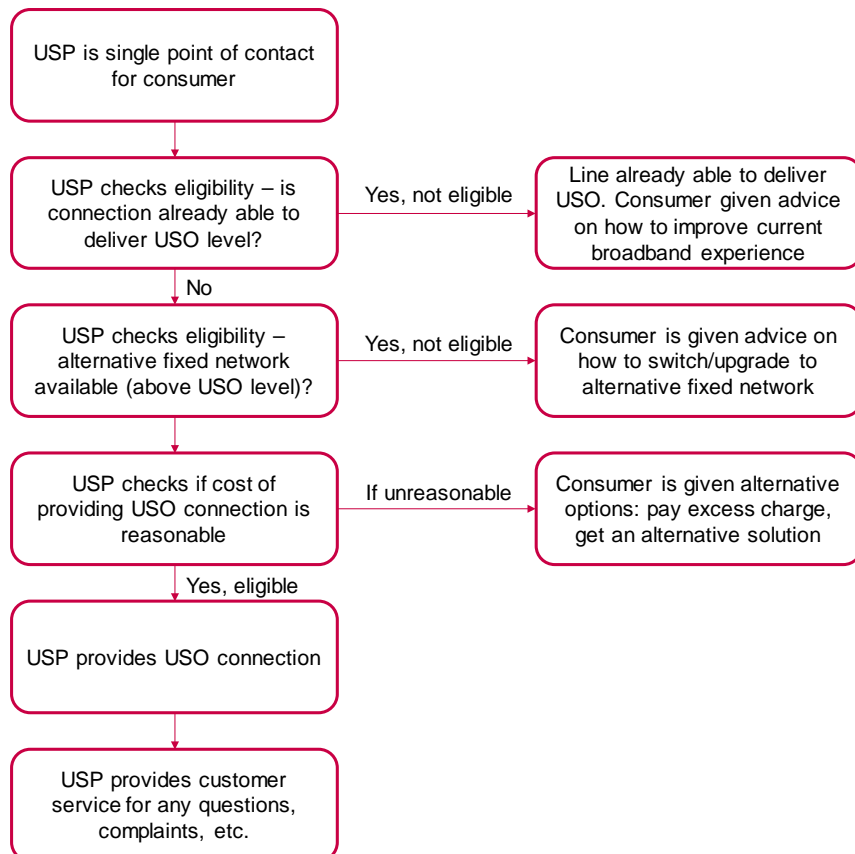 USP is single point of contact
for consumer
USP checks eligibility – is
connection already able to
deliver USO level?
Yes, not eligible
Line already able to deliver
USO. Consumer given advice
on how to improve current
broadband experience
No
USP checks eligibility –
alternative fixed network
available (above USO level)?
Yes, not eligible
Consumer is given advice on
how to switch/upgrade to
alternative fixed network
USP checks if cost of
providing USO connection is
reasonable
If unreasonable
Consumer is given alternative
options: pay excess charge,
get an alternative solution
Yes, eligible
USP provides USO connection
USP provides customer
service for any questions,
complaints, etc.